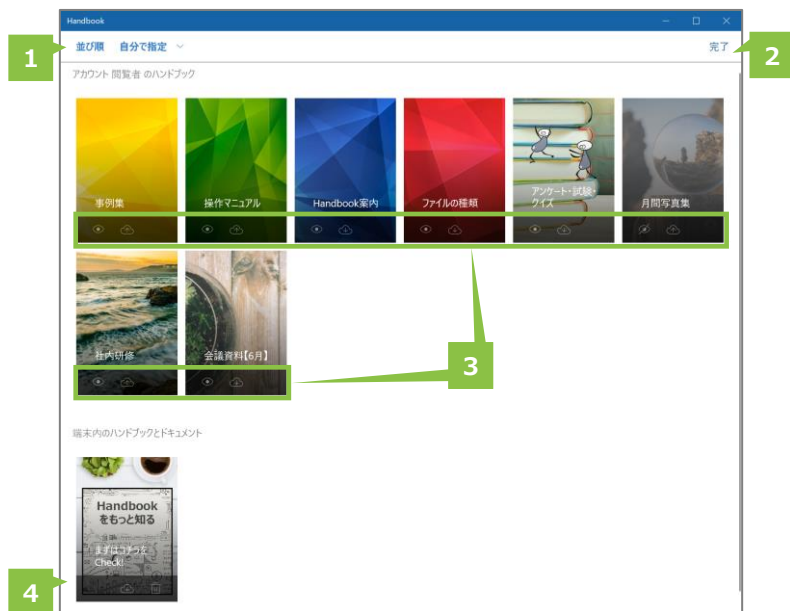 Handbook
並び順 自分で指定
完了
1
2
アカウント 閲覧者 のハンドブック
事例集
操作マニュアル
Handbook案内
ファイルの種類
アンケート・試験・
クイズ
月間写真集
社内研修
会議資料【6月】
3
端末内のハンドブックとドキュメント
Handbook
をもっと知る
まずはコチラを
Check!
4